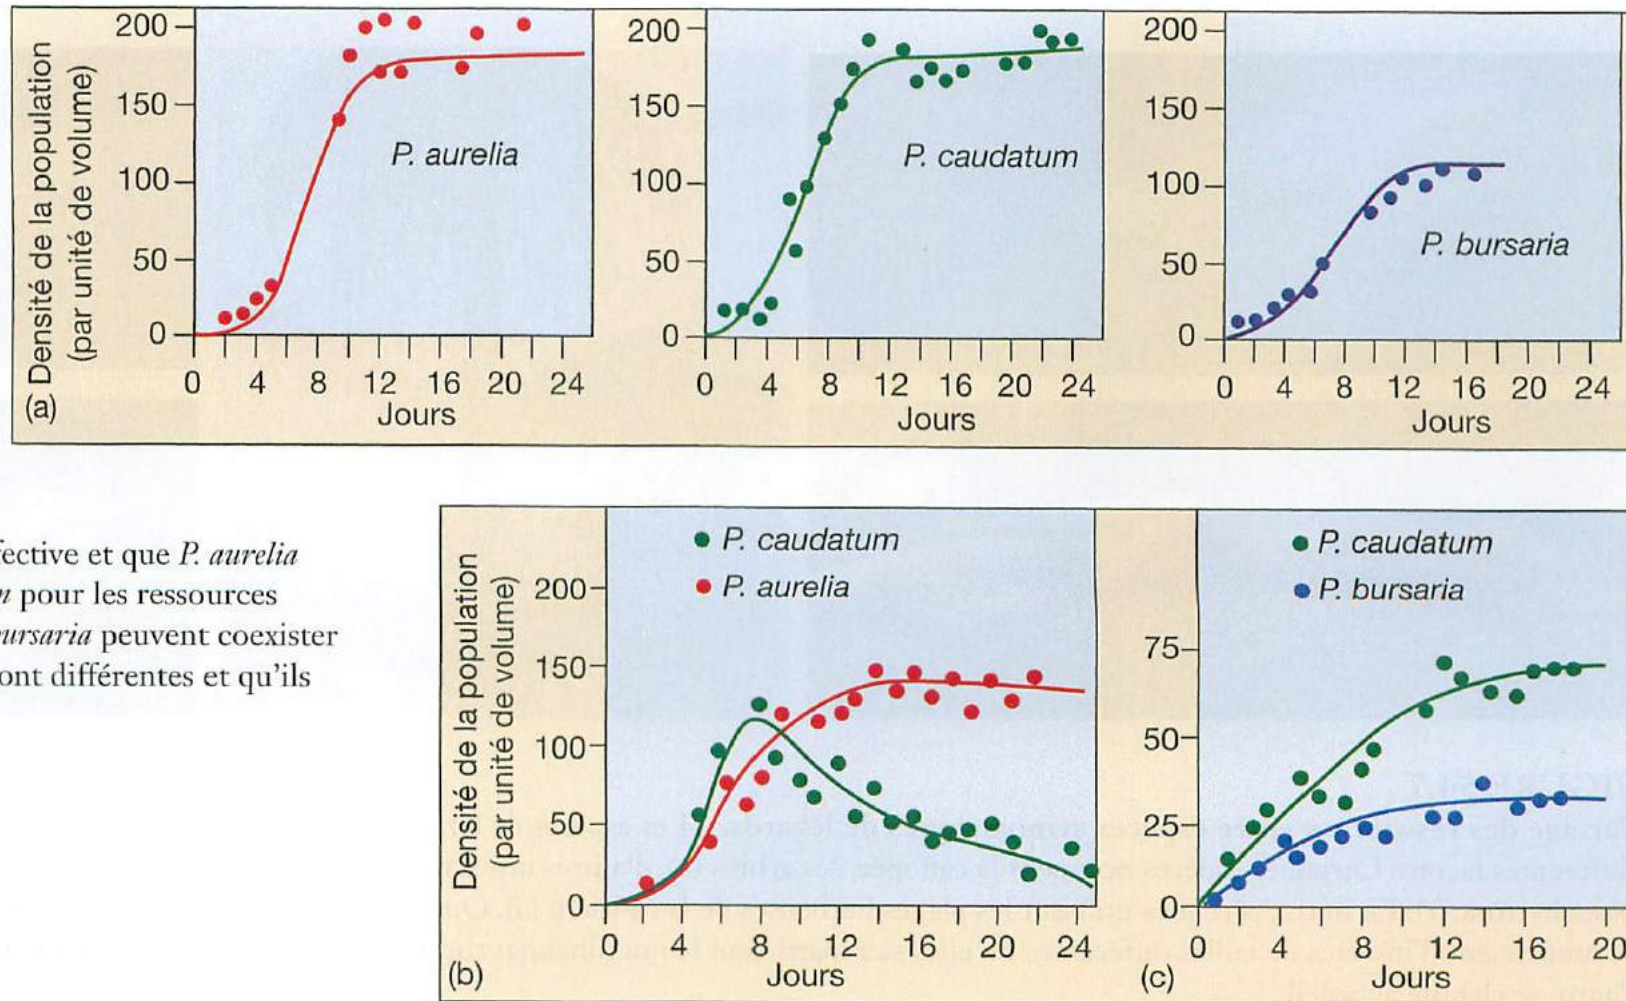 Densité de la population
(par unité de volume)
200
150
100
50
0
P. aurelia
0 4 8 12 16 20 24
Jours
(a)
200
150
100
50
0
P. caudatum
0 4 8 12 16 20 24
Jours
200
150
100
50
0
P. bursaria
0 4 8 12 16 20 24
Jours
fective et que P. aurelia
n pour les ressources
ursaria peuvent coexister
ont différentes et qu'ils
Densité de la population
(par unité de volume)
P. caudatum
P. aurelia
200
150
100
50
0
0 4 8 12 16 20 24
Jours
(b)
P. caudatum
P. bursaria
75
50
25
0
0 4 8 12 16 20
Jours
(c)